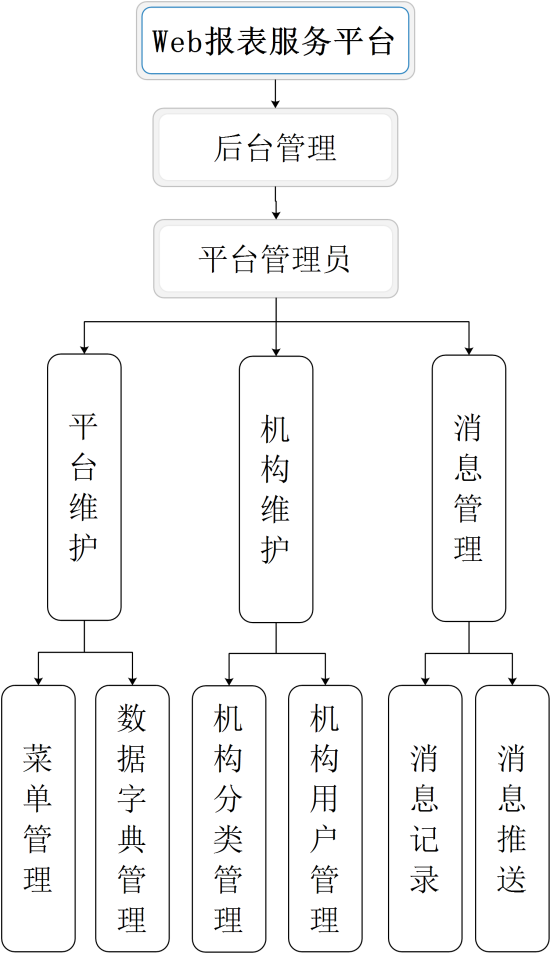 Web报表服务平台
后台管理
平台管理员
平台维护
机构维护
消息管理
菜单管理
数据字典管理
机构分类管理
机构用户管理
消息记录
消息推送